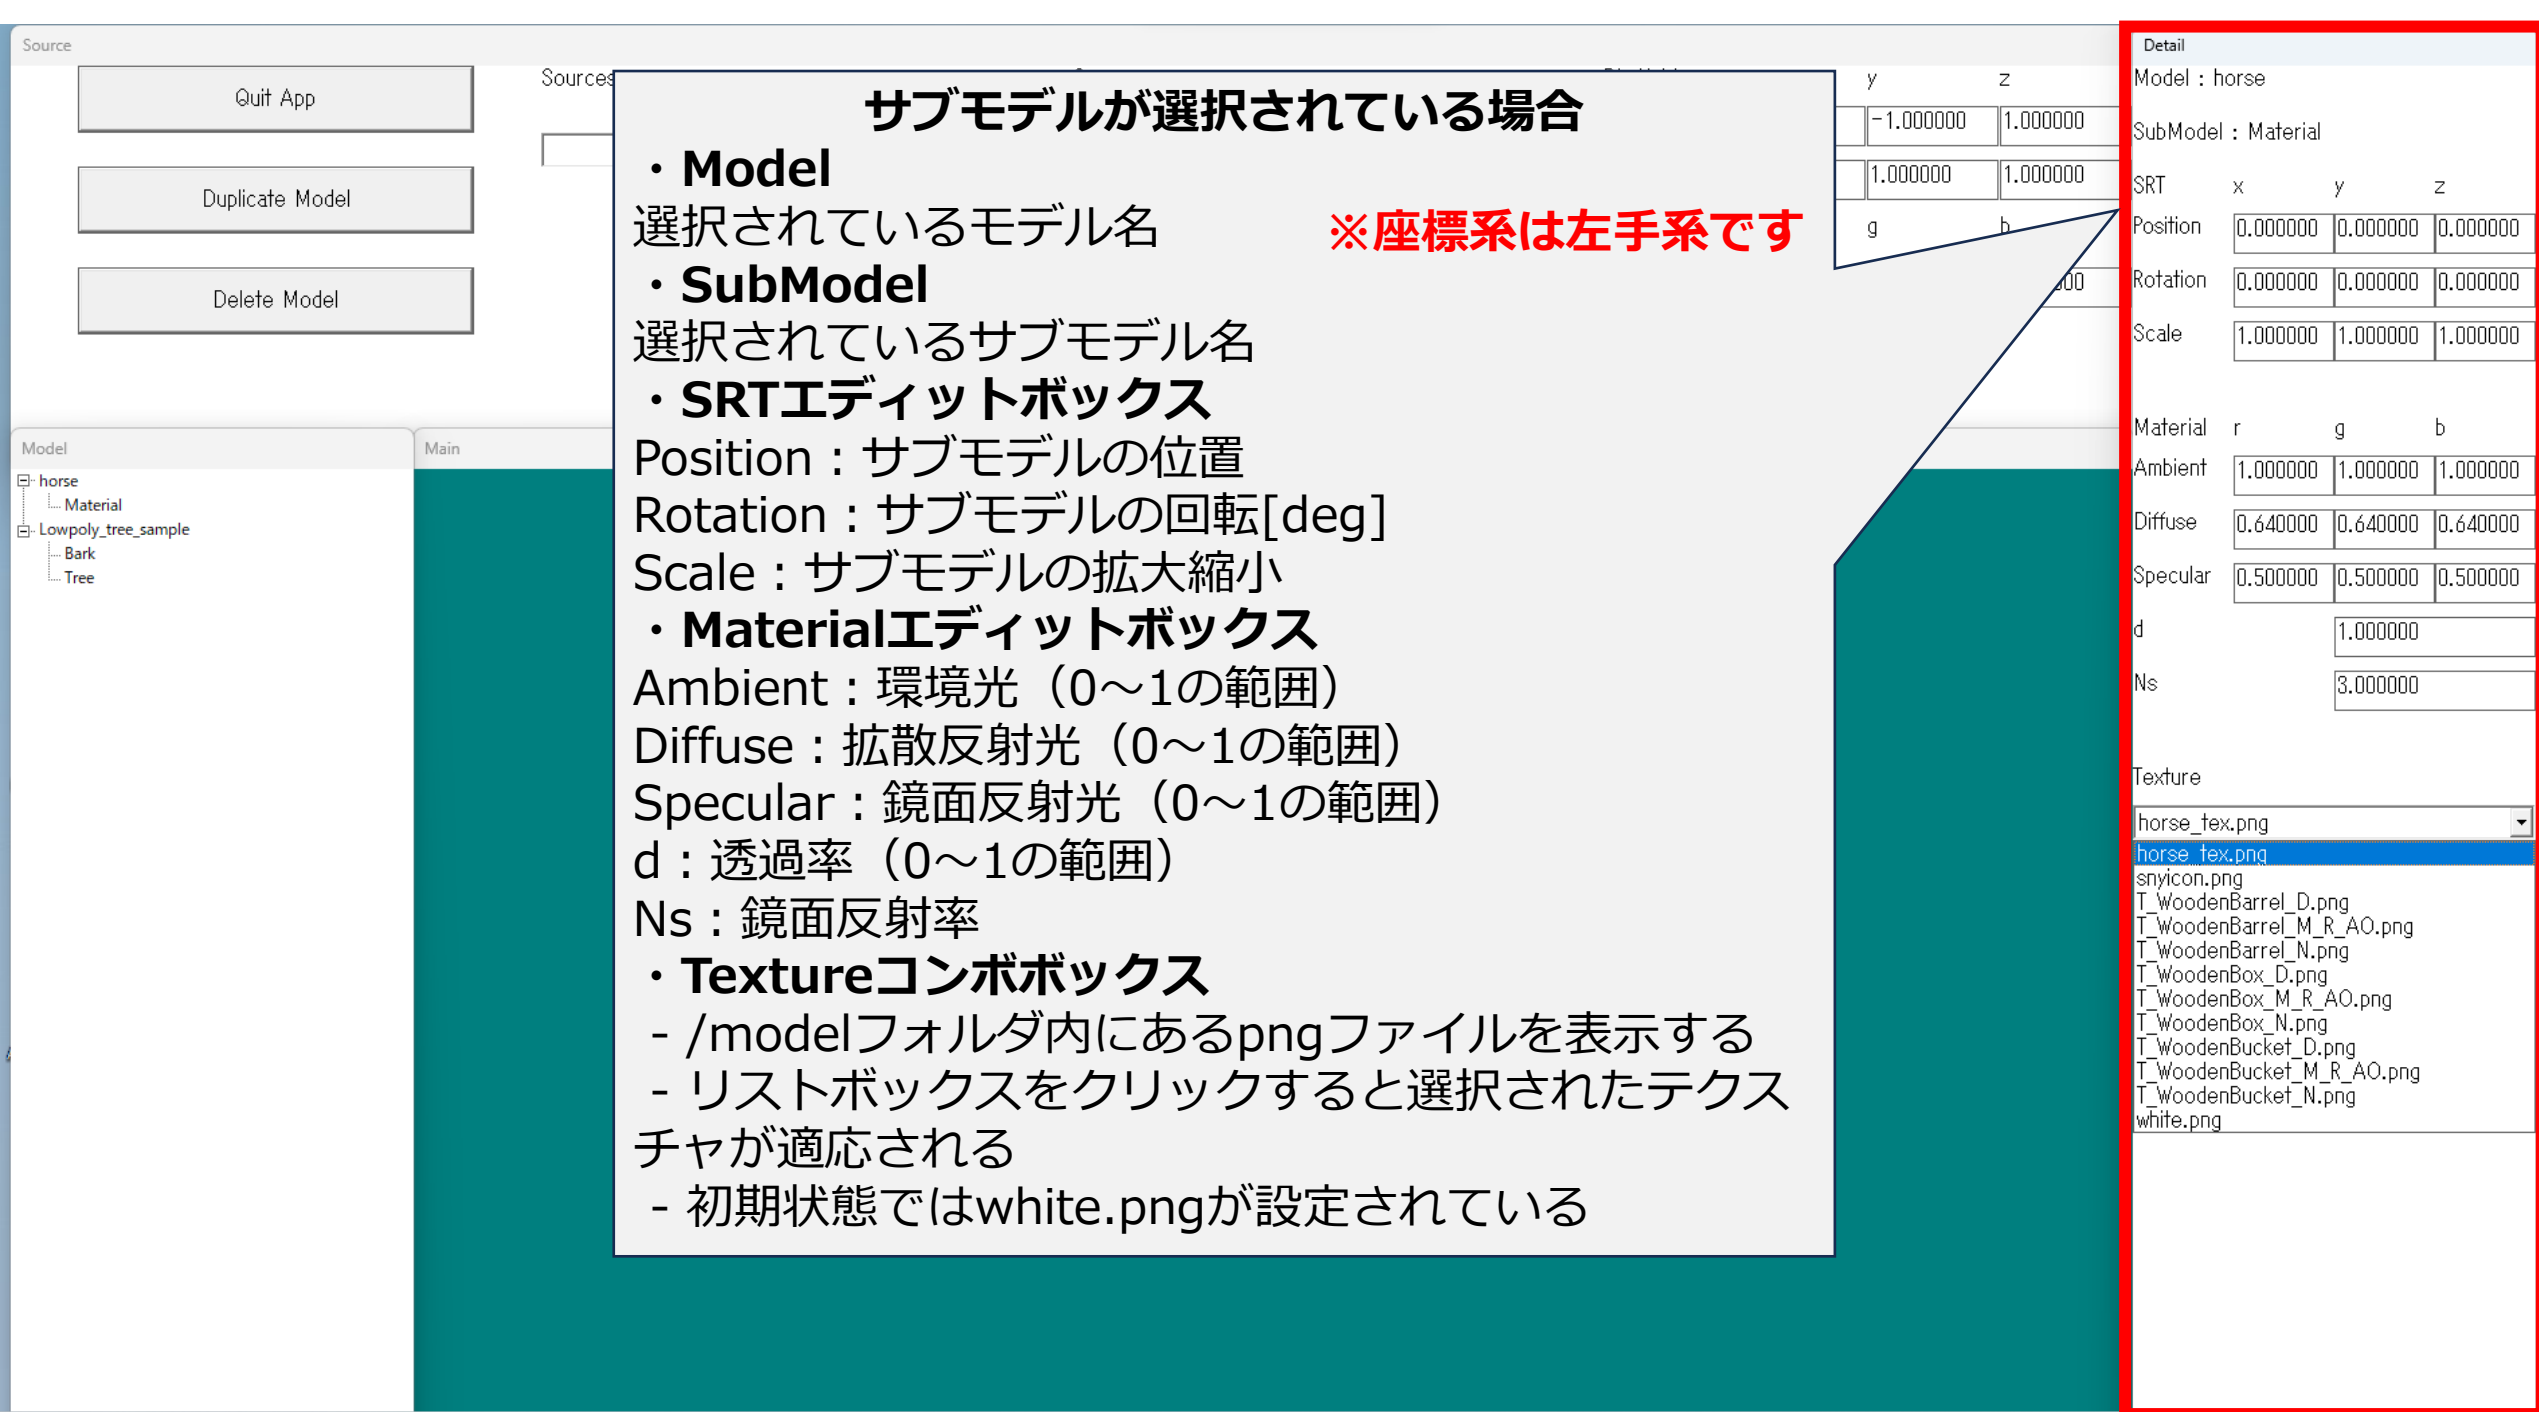 Source
Quit App
Duplicate Model
Delete Model
Sources
y z
-1.000000 1.000000
1.000000 1.000000
g b
サブモデルが選択されている場合
・Model
選択されているモデル名
※座標系は左手系です
・SubModel
選択されているサブモデル名
・SRTエディットボックス
Position：サブモデルの位置
Rotation：サブモデルの回転[deg]
Scale：サブモデルの拡大縮小
・Materialエディットボックス
Ambient：環境光（0～1の範囲）
Diffuse：拡散反射光（0～1の範囲）
Specular：鏡面反射光（0～1の範囲）
d：透過率（0～1の範囲）
Ns：鏡面反射率
・Textureコンボボックス
- /modelフォルダ内にあるpngファイルを表示する
- リストボックスをクリックすると選択されたテクス
チャが適応される
- 初期状態ではwhite.pngが設定されている
Model
horse
Material
Lowpoly_tree_sample
Bark
Tree
Main
Detail
Model : horse
SubModel : Material
SRT x y z
Position 0.000000 0.000000 0.000000
Rotation 0.000000 0.000000 0.000000
Scale 1.000000 1.000000 1.000000
Material r g b
Ambient 1.000000 1.000000 1.000000
Diffuse 0.640000 0.640000 0.640000
Specular 0.500000 0.500000 0.500000
d 1.000000
Ns 3.000000
Texture
horse_tex.png
horse_tex.png
snyicon.png
T_WoodenBarrel_D.png
T_WoodenBarrel_M_R_AO.png
T_WoodenBarrel_N.png
T_WoodenBox_D.png
T_WoodenBox_M_R_AO.png
T_WoodenBox_N.png
T_WoodenBucket_D.png
T_WoodenBucket_M_R_AO.png
T_WoodenBucket_N.png
white.png